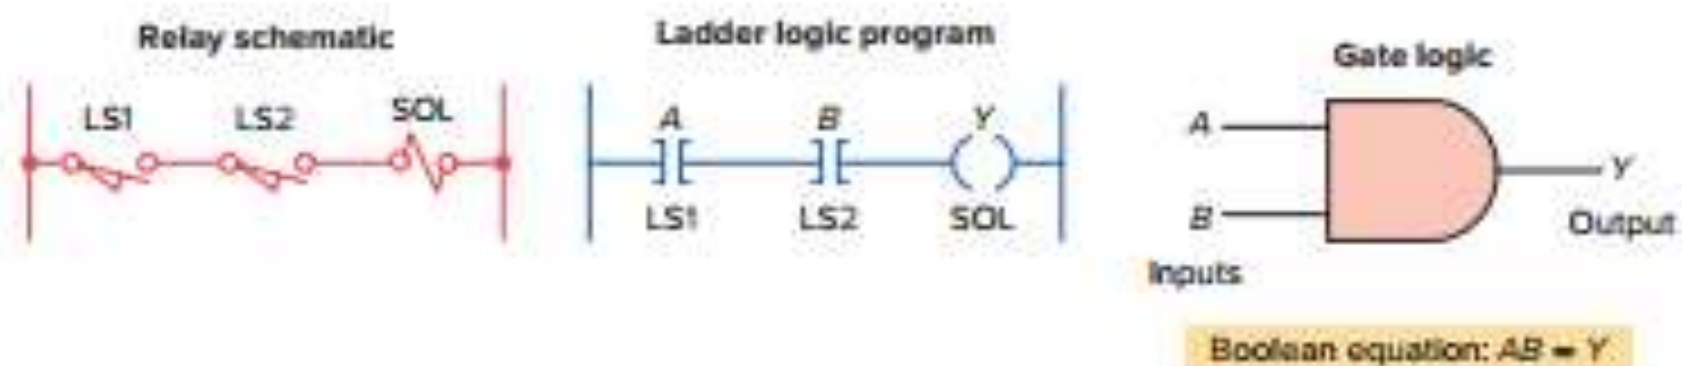 Relay schematic
LS1 LS2 SOL
Ladder logic program
A B Y
LS1 LS2 SOL
Gate logic
A
B
Y
Inputs
Output
Boolean equation: AB = Y